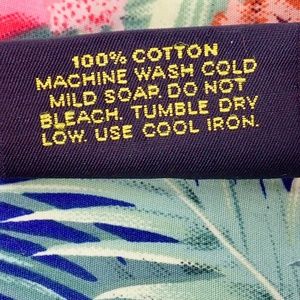 100% COTTON
MACHINE WASH COLD
MILD SOAP. DO NOT
BLEACH. TUMBLE DRY
LOW. USE COOL IRON.